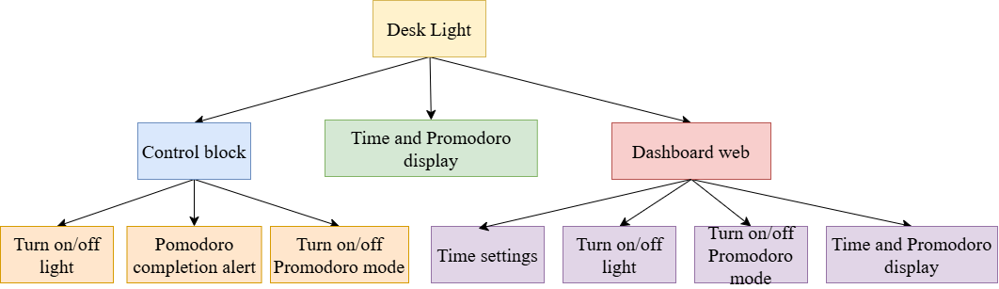 Desk Light
Control block
Time and Promodoro
display
Dashboard web
Turn on/off
light
Pomodoro
completion alert
Turn on/off
Promodoro mode
Time settings
Turn on/off
light
Turn on/off
Promodoro
mode
Time and Promodoro
display